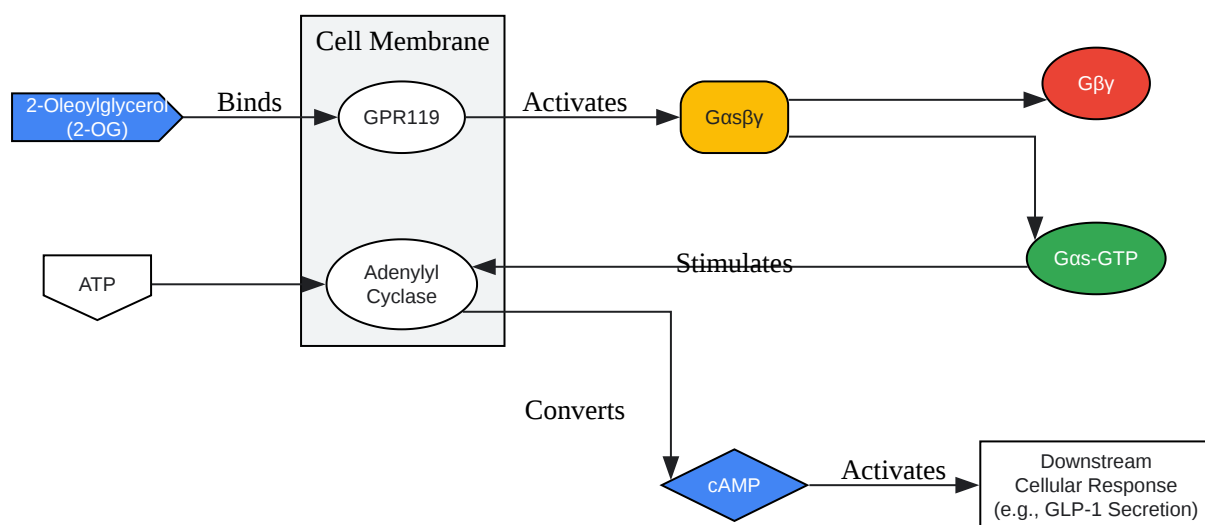 Cell Membrane
2-Oleoylglycerol
(2-OG)
Binds
GPR119
Activates
Gαsβγ
Gβγ
ATP
Adenylyl
Cyclase
Stimulates
Gαs-GTP
Converts
cAMP
Activates
Downstream
Cellular Response
(e.g., GLP-1 Secretion)